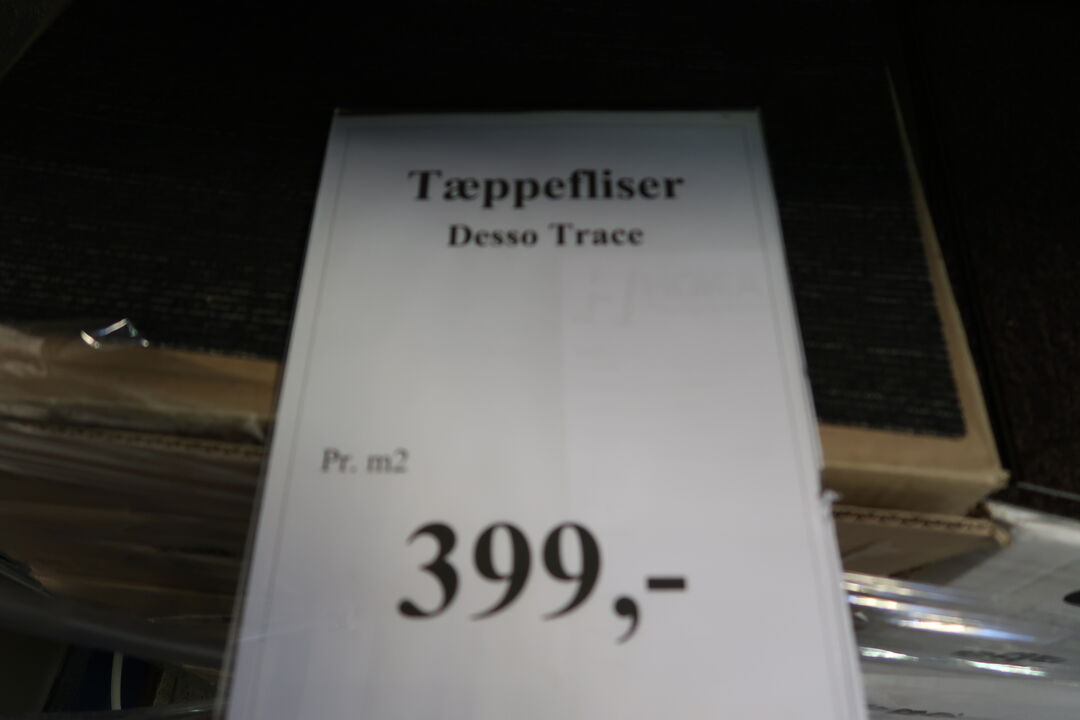 Tæppefliser
Desso Trace
Pr. m2
399,-